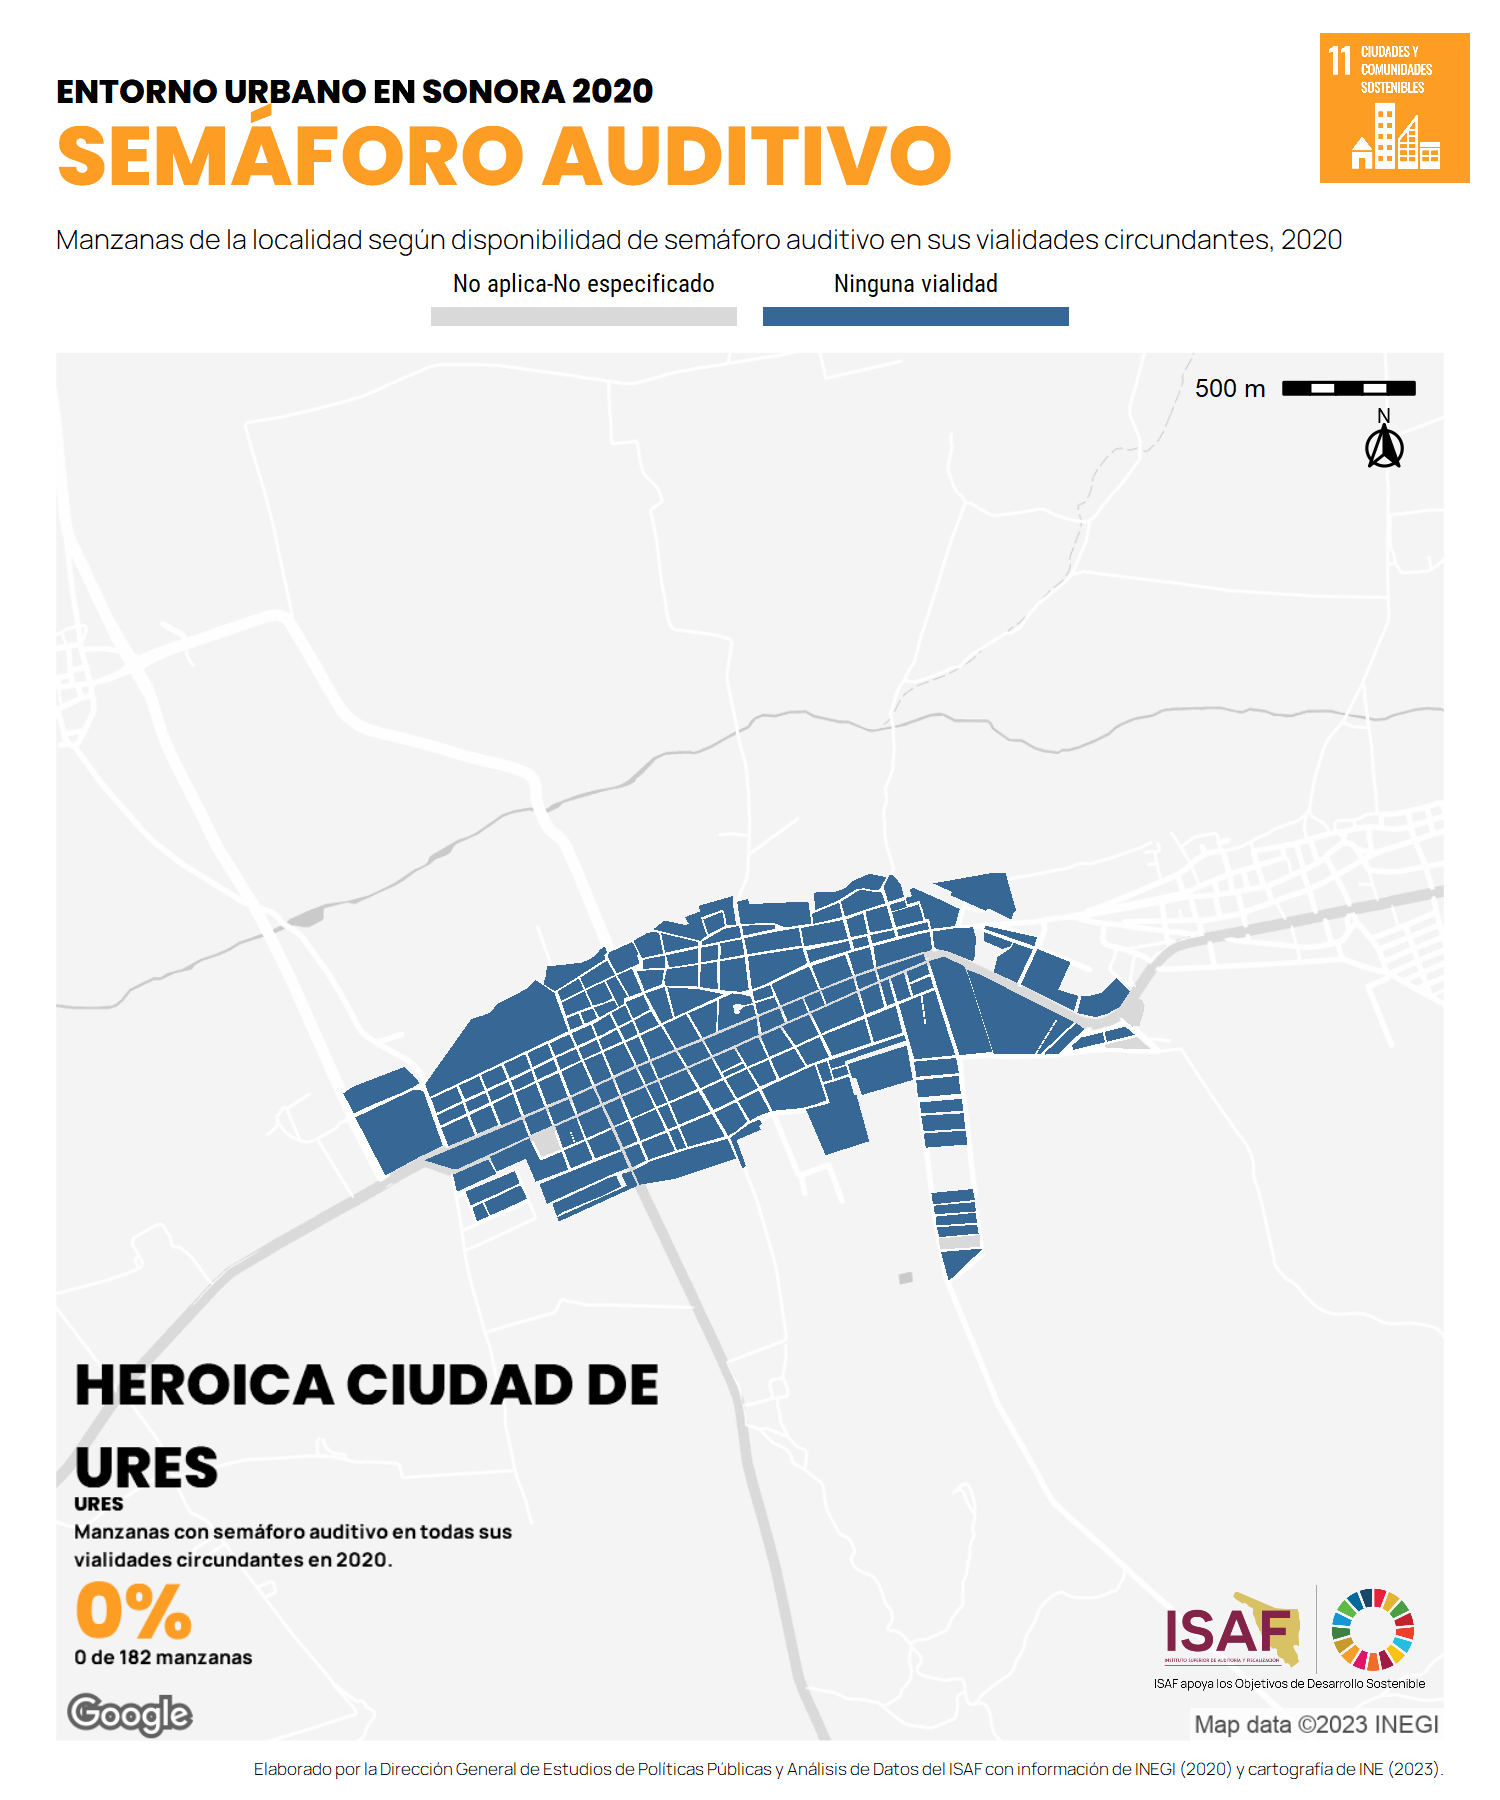 ENTORNO URBANO EN SONORA 2020
SEMÁFORO AUDITIVO
11 CIUDADES Y
COMUNIDADES
SOSTENIBLES
Manzanas de la localidad según disponibilidad de semáforo auditivo en sus vialidades circundantes, 2020
No aplica-No especificado
Ninguna vialidad
500 m
N
HEROICA CIUDAD DE
URES
URES
Manzanas con semáforo auditivo en todas sus
vialidades circundantes en 2020.
0%
0 de 182 manzanas
ISAF
INSTITUTO SUPERIOR DE AUDITORÍA Y FISCALIZACIÓN
ISAF apoya los Objetivos de Desarrollo Sostenible
Google
Map data ©2023 INEGI
Elaborado por la Dirección General de Estudios de Políticas Públicas y Análisis de Datos del ISAF con información de INEGI (2020) y cartografía de INE (2023).